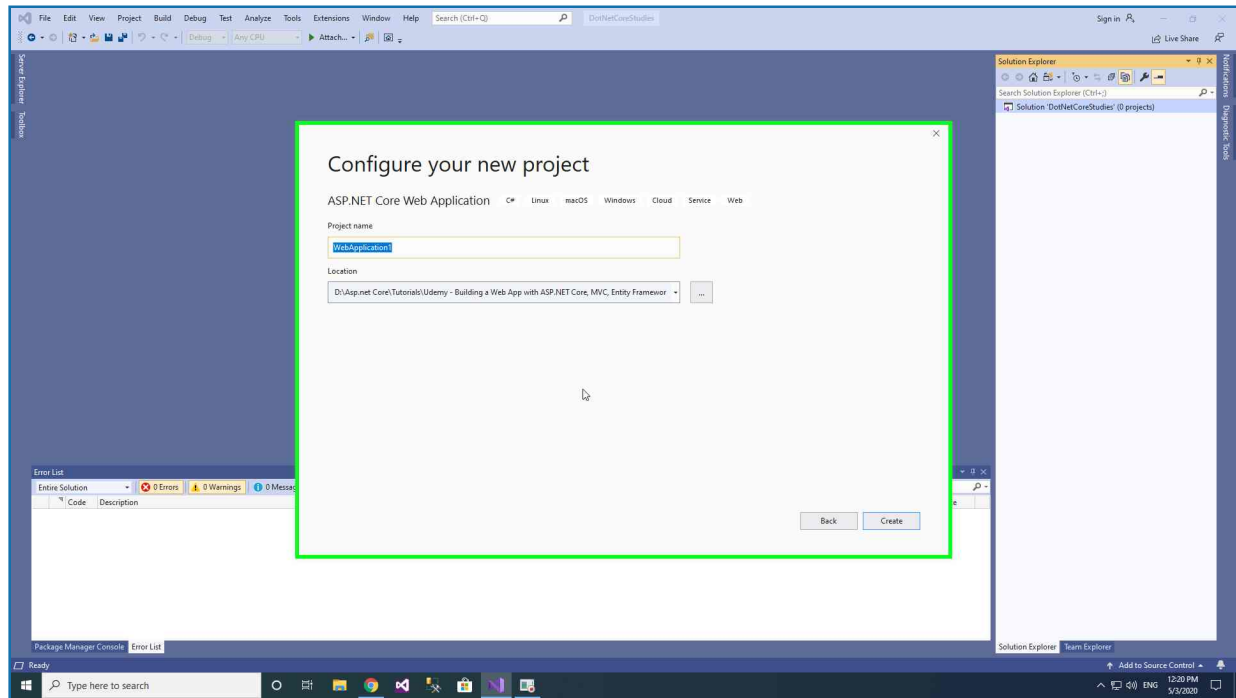 File Edit View Project Build Debug Test Analyze Tools Extensions Window Help Search (Ctrl+Q) DotNetCoreStudies Sign in
Debug Any CPU Attach... Live Share
Server Explorer
Toolbox
Solution Explorer
Search Solution Explorer (Ctrl+;)
Solution 'DotNetCoreStudies' (0 projects)
Notifications
Diagnostic Tools
Configure your new project
ASP.NET Core Web Application C# Linux macOS Windows Cloud Service Web
Project name
WebApplication1
Location
D:\Asp.net Core\Tutorials\Udemy - Building a Web App with ASP.NET Core, MVC, Entity Framewor
...
Back Create
Error List
Entire Solution 0 Errors 0 Warnings 0 Messag
Code Description
Package Manager Console Error List
Solution Explorer Team Explorer
Ready Add to Source Control
Type here to search ENG 12:20 PM
5/3/2020